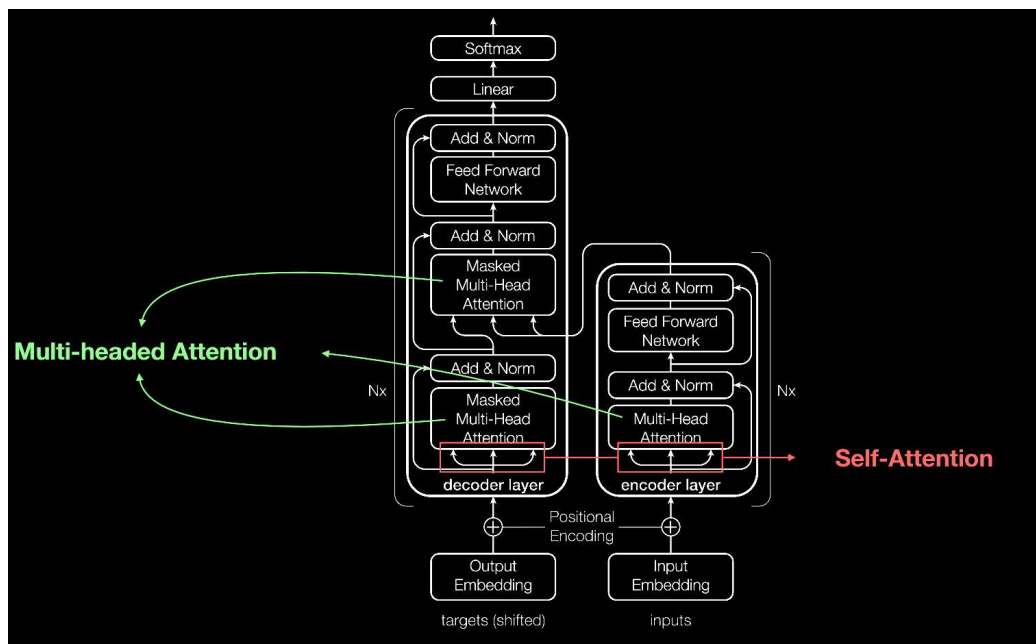 Softmax
Linear
Add & Norm
Feed Forward
Network
Add & Norm
Masked
Multi-Head
Attention
Add & Norm
Masked
Multi-Head
Attention
decoder layer
Nx
Multi-headed Attention
Add & Norm
Feed Forward
Network
Add & Norm
Multi-Head
Attention
encoder layer
Nx
Self-Attention
Positional
Encoding
Output
Embedding
targets (shifted)
Input
Embedding
inputs